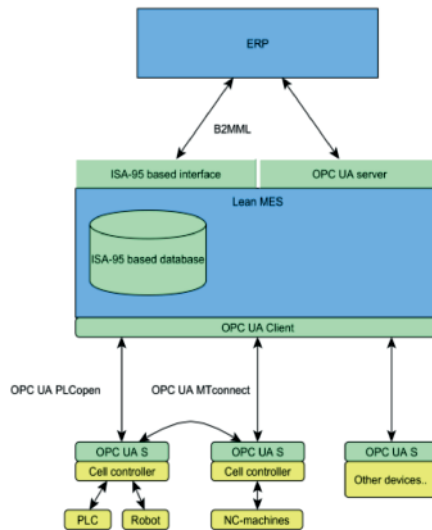 ERP
B2MML
ISA-95 based interface
OPC UA server
Lean MES
ISA-95 based database
OPC UA Client
OPC UA PLCopen
OPC UA MTconnect
OPC UA S
OPC UA S
OPC UA S
Cell controller
Cell controller
Other devices..
PLC
Robot
NC-machines